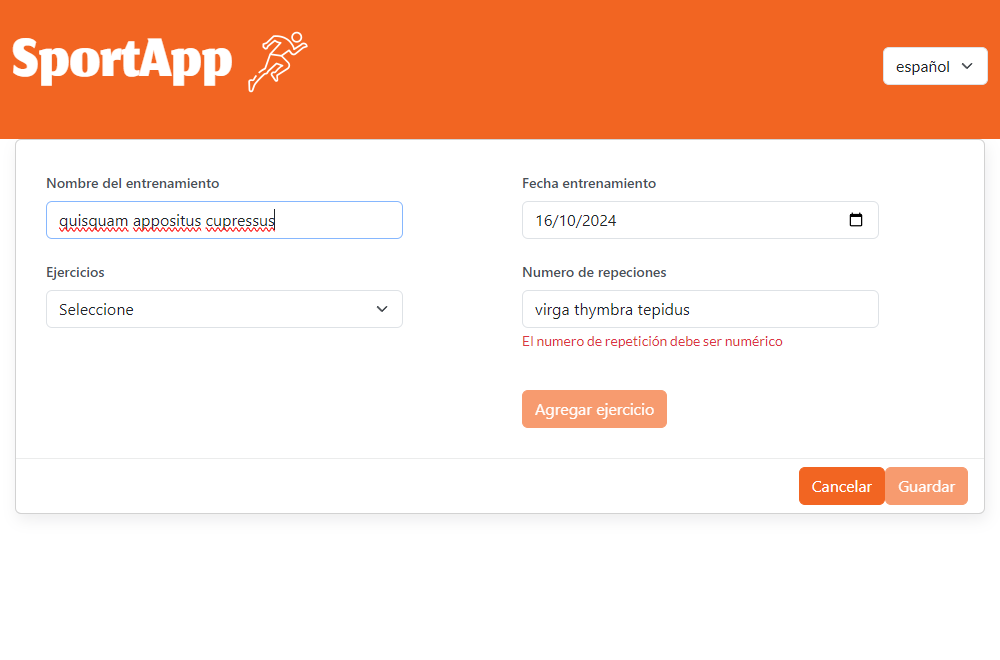 SportApp
español
Nombre del entrenamiento
Fecha entrenamiento
quisquam appositus cupressus
16/10/2024
Ejercicios
Numero de repeciones
Seleccione
virga thymbra tepidus
El numero de repetición debe ser numérico
Agregar ejercicio
Cancelar
Guardar